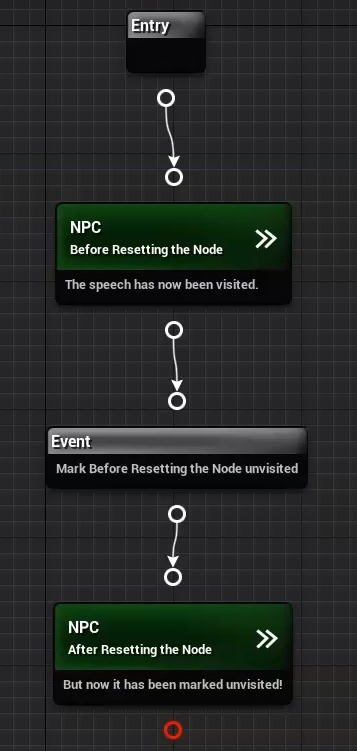 Entry
NPC
Before Resetting the Node
The speech has now been visited.
Event
Mark Before Resetting the Node unvisited
NPC
After Resetting the Node
But now it has been marked unvisited!